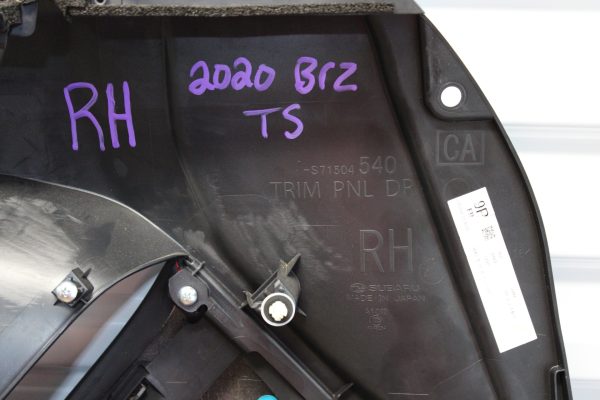 RH
2020 Brz
TS
-S71504 540
TRIM PNL DR
CA
RH
SUBARU
MADE IN JAPAN